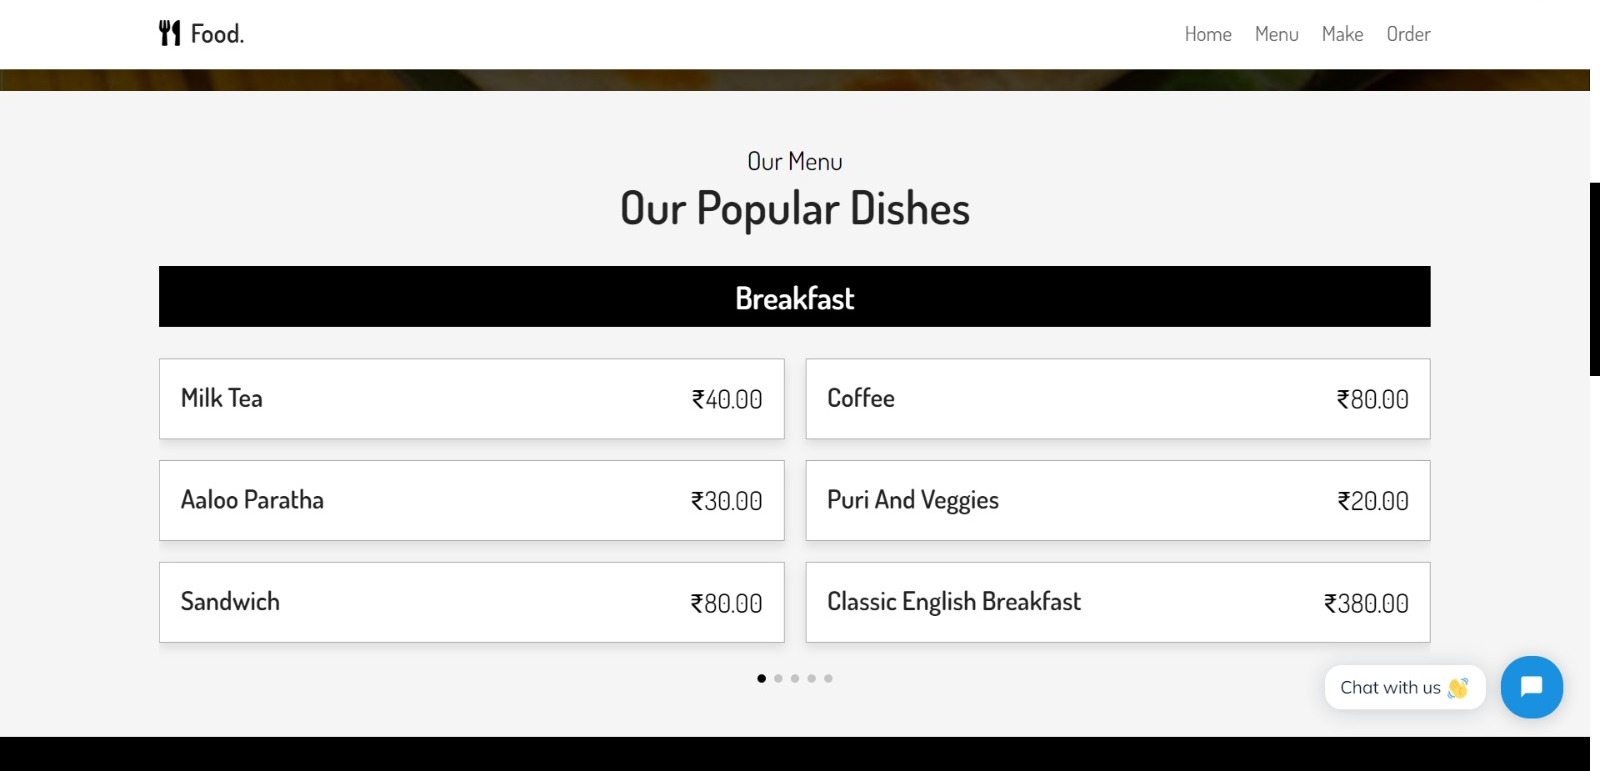 Food.
Home Menu Make Order
Our Menu
Our Popular Dishes
Breakfast
Milk Tea ₹40.00
Coffee ₹80.00
Aaloo Paratha ₹30.00
Puri And Veggies ₹20.00
Sandwich ₹80.00
Classic English Breakfast ₹380.00
Chat with us 👋